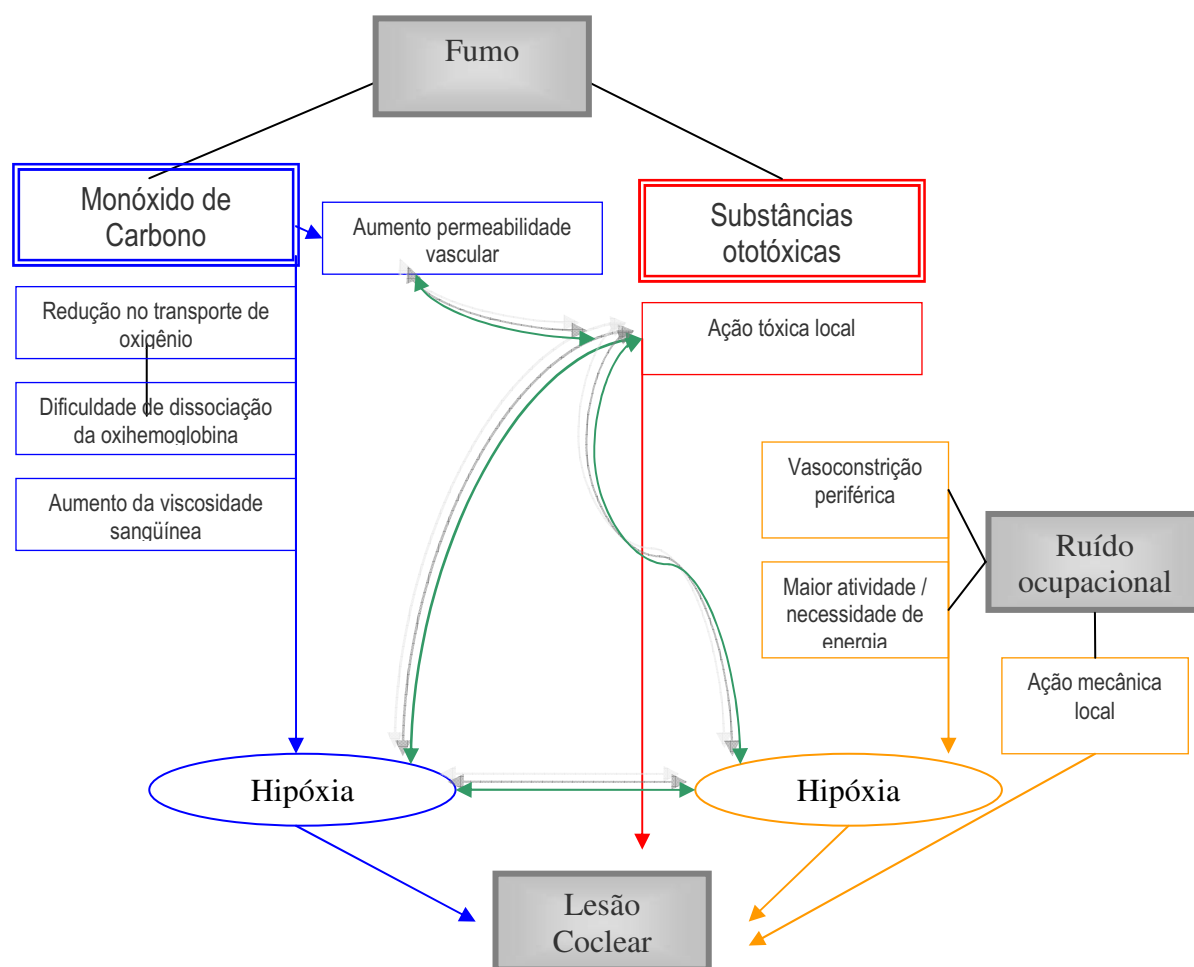 Fumo
Monóxido de
Carbono
Aumento permeabilidade
vascular
Substâncias
ototóxicas
Redução no transporte de
oxigênio
Ação tóxica local
Dificuldade de dissociação
da oxihemoglobina
Aumento da viscosidade
sangüínea
Vasoconstrição
periférica
Ruído
ocupacional
Maior atividade /
necessidade de
energia
Ação mecânica
local
Hipóxia
Hipóxia
Lesão
Coclear